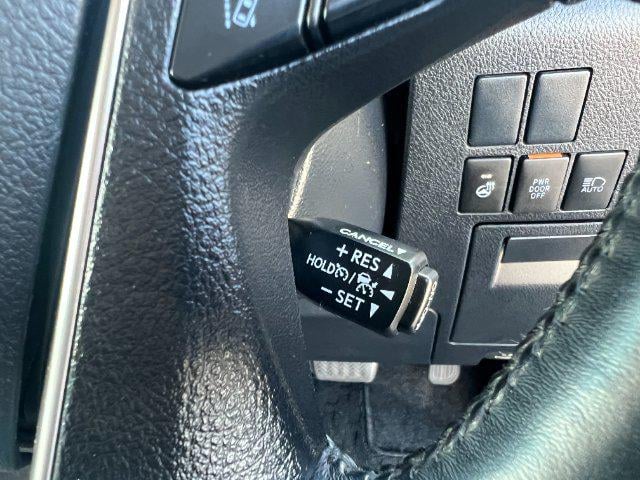 CANCEL▼
+RES▲
HOLD / ◀
−SET▼
PWR
DOOR
OFF
AUTO